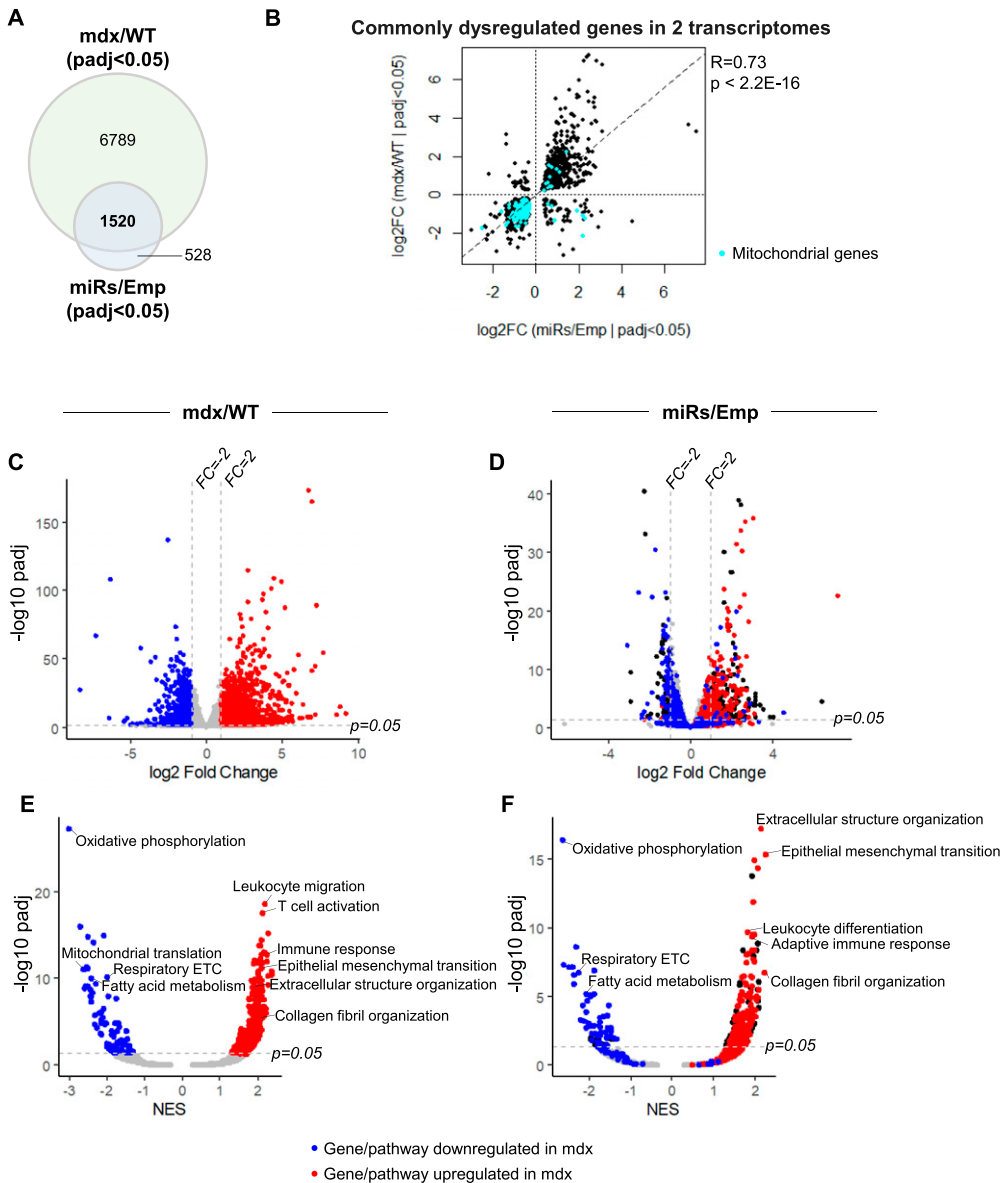 A
mdx/WT
(padj<0.05)
6789
1520
528
miRs/Emp
(padj<0.05)
B
Commonly dysregulated genes in 2 transcriptomes
R=0.73
p < 2.2E-16
log2FC (mdx/WT | padj<0.05)
6
4
2
0
-2
-2
0
2
4
6
log2FC (miRs/Emp | padj<0.05)
Mitochondrial genes
mdx/WT
miRs/Emp
C
FC=-2
FC=2
-log10 padj
150
100
50
0
p=0.05
-5
0
5
10
log2 Fold Change
D
FC=-2
FC=2
-log10 padj
40
30
20
10
0
p=0.05
-4
0
4
log2 Fold Change
E
Oxidative phosphorylation
Leukocyte migration
T cell activation
Mitochondrial translation
Immune response
Respiratory ETC
Epithelial mesenchymal transition
Fatty acid metabolism
Extracellular structure organization
Collagen fibril organization
-log10 padj
20
10
0
p=0.05
-3
-2
-1
0
1
2
NES
F
Extracellular structure organization
Oxidative phosphorylation
Epithelial mesenchymal transition
Leukocyte differentiation
Adaptive immune response
Respiratory ETC
Fatty acid metabolism
Collagen fibril organization
-log10 padj
15
10
5
0
p=0.05
-2
-1
0
1
2
NES
Gene/pathway downregulated in mdx
Gene/pathway upregulated in mdx